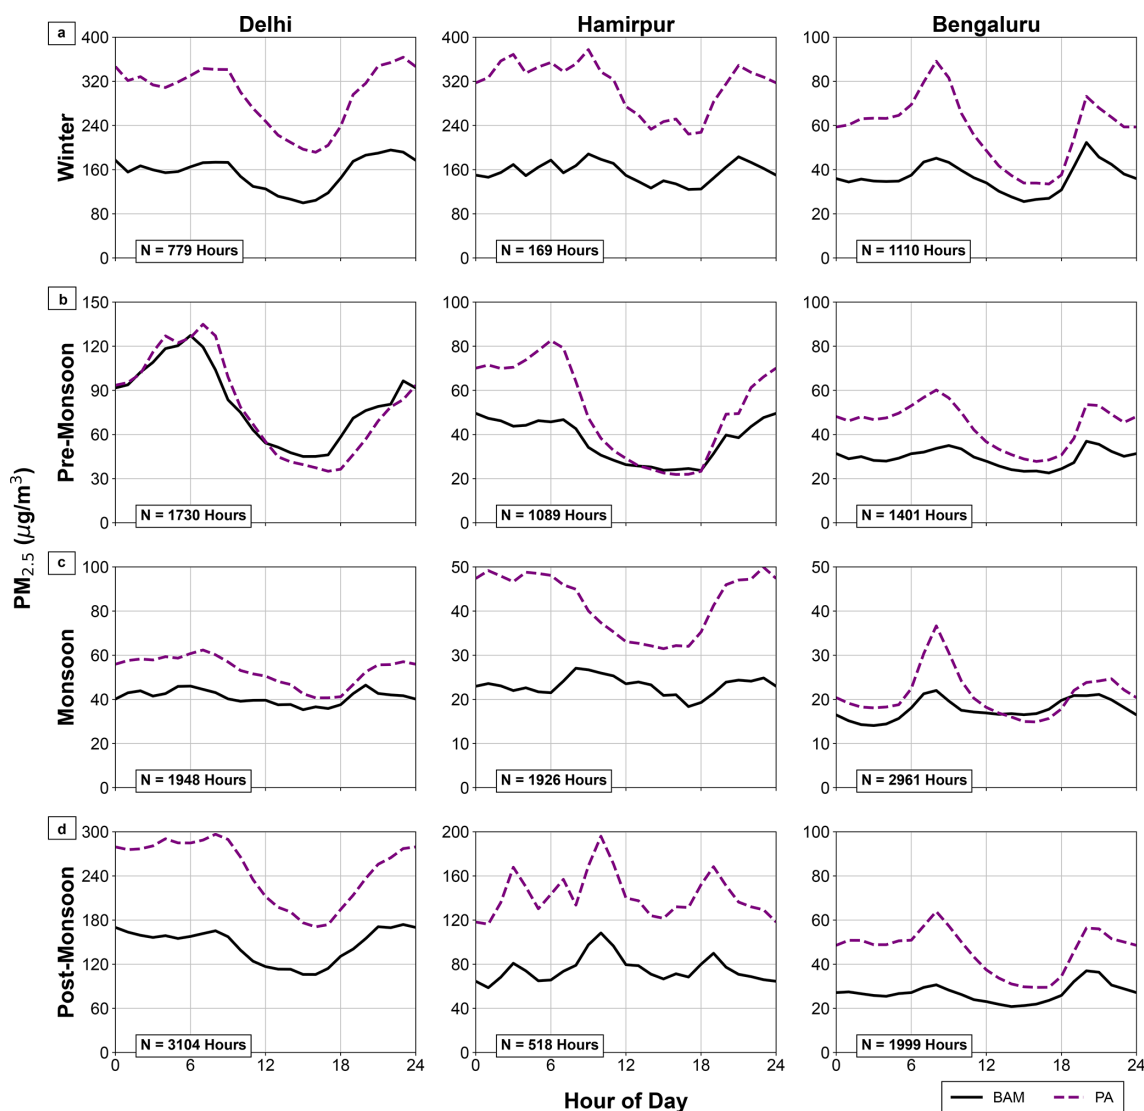 Delhi Hamirpur Bengaluru
a
400 400 100
320 320 80
240 240 60
160 160 40
80 80 20
0 0 0
Winter
N = 779 Hours N = 169 Hours N = 1110 Hours
b
150 100 100
120 80 80
90 60 60
60 40 40
30 20 20
0 0 0
Pre-Monsoon
N = 1730 Hours N = 1089 Hours N = 1401 Hours
PM2.5 (μg/m³)
c
100 50 50
80 40 40
60 30 30
40 20 20
20 10 10
0 0 0
Monsoon
N = 1948 Hours N = 1926 Hours N = 2961 Hours
d
300 200 100
240 160 80
180 120 60
120 80 40
60 40 20
0 0 0
Post-Monsoon
N = 3104 Hours N = 518 Hours N = 1999 Hours
0 6 12 18 24 0 6 12 18 24 0 6 12 18 24
Hour of Day
BAM PA